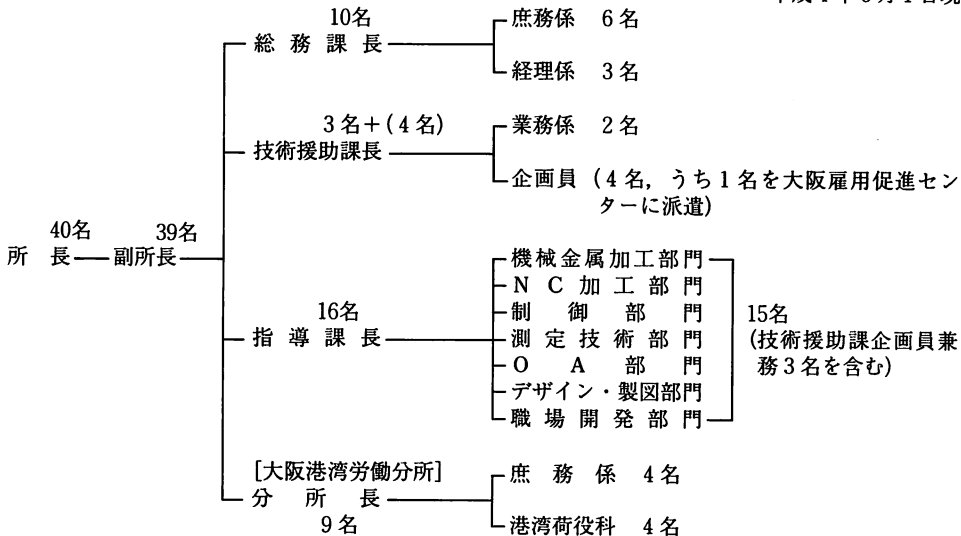 10名
総務課長
庶務係 6名
経理係 3名
3名+(4名)
技術援助課長
業務係 2名
企画員 (4名,うち1名を大阪雇用促進セン
ターに派遣)
40名 39名
所長 副所長
16名
指導課長
機械金属加工部門
NC加工部門
制御部門
測定技術部門
OA部門
デザイン・製図部門
職場開発部門
15名
(技術援助課企画員兼
務3名を含む)
[大阪港湾労働分所]
分所長
9名
庶務係 4名
港湾荷役科 4名